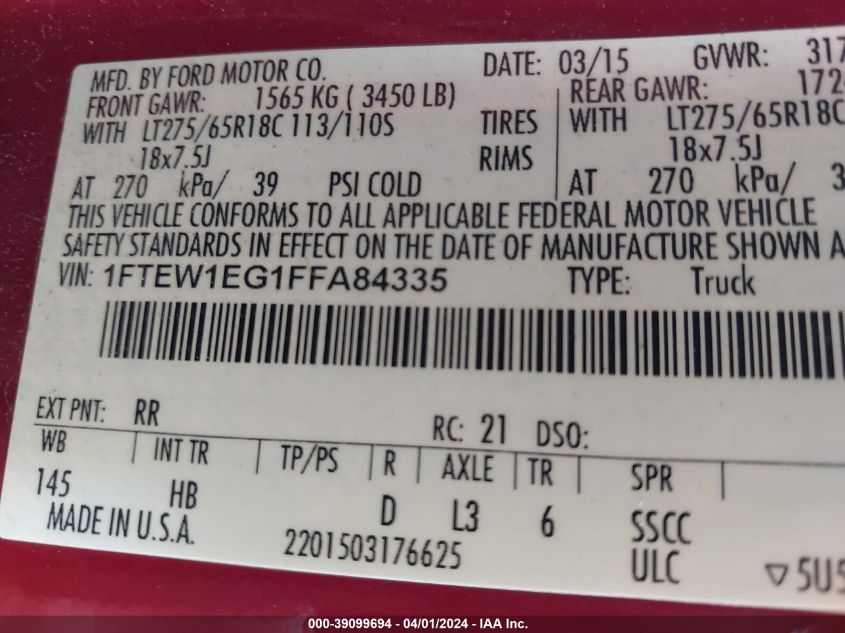 MFD. BY FORD MOTOR CO. DATE: 03/15 GVWR: 317
FRONT GAWR: 1565 KG ( 3450 LB) REAR GAWR: 172
WITH LT275/65R18C 113/110S TIRES WITH LT275/65R18C
18x7.5J RIMS 18x7.5J
AT 270 kPa/ 39 PSI COLD AT 270 kPa/ 3
THIS VEHICLE CONFORMS TO ALL APPLICABLE FEDERAL MOTOR VEHICLE
SAFETY STANDARDS IN EFFECT ON THE DATE OF MANUFACTURE SHOWN A
VIN: 1FTEW1EG1FFA84335 TYPE: Truck
EXT PNT: RR RC: 21 DSO:
WB INT TR TP/PS R AXLE TR SPR
145 HB D L3 6 SSCC
MADE IN U.S.A. 2201503176625 ULC ▽5U5
000-39099694 - 04/01/2024 - IAA Inc.